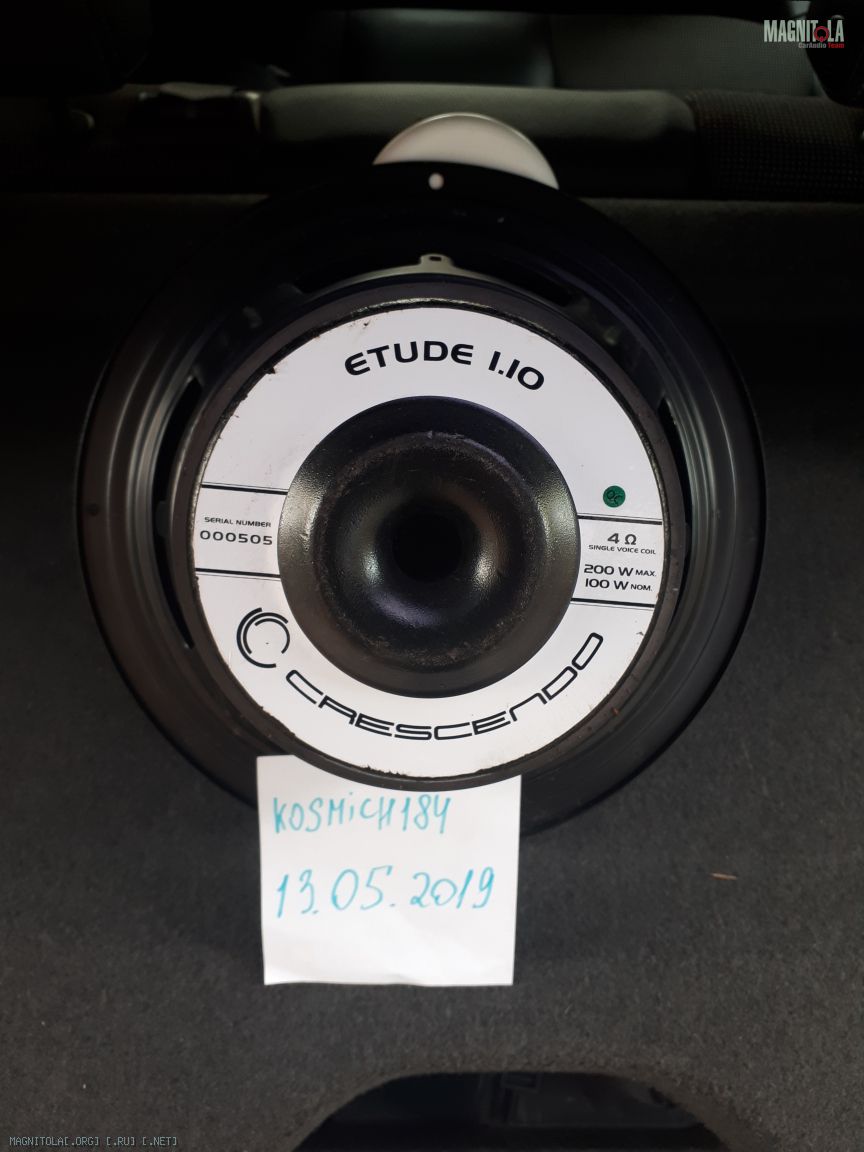 MAGNITOLA
CarAudio Team
ETUDE 1.10
OC
SERIAL NUMBER
000505
4 Ω
SINGLE VOICE COIL
200 W MAX.
100 W NOM.
CRESCENDO
KOSMiCH184
13.05.2019
MAGNITOLA[.ORG] [.RU] [.NET]